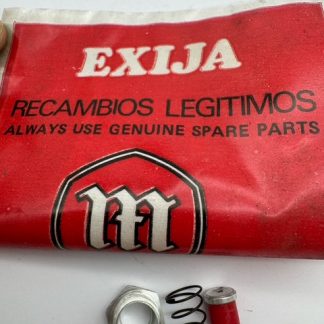 EXIJA
RECAMBIOS LEGITIMOS
ALWAYS USE GENUINE SPARE PARTS
m